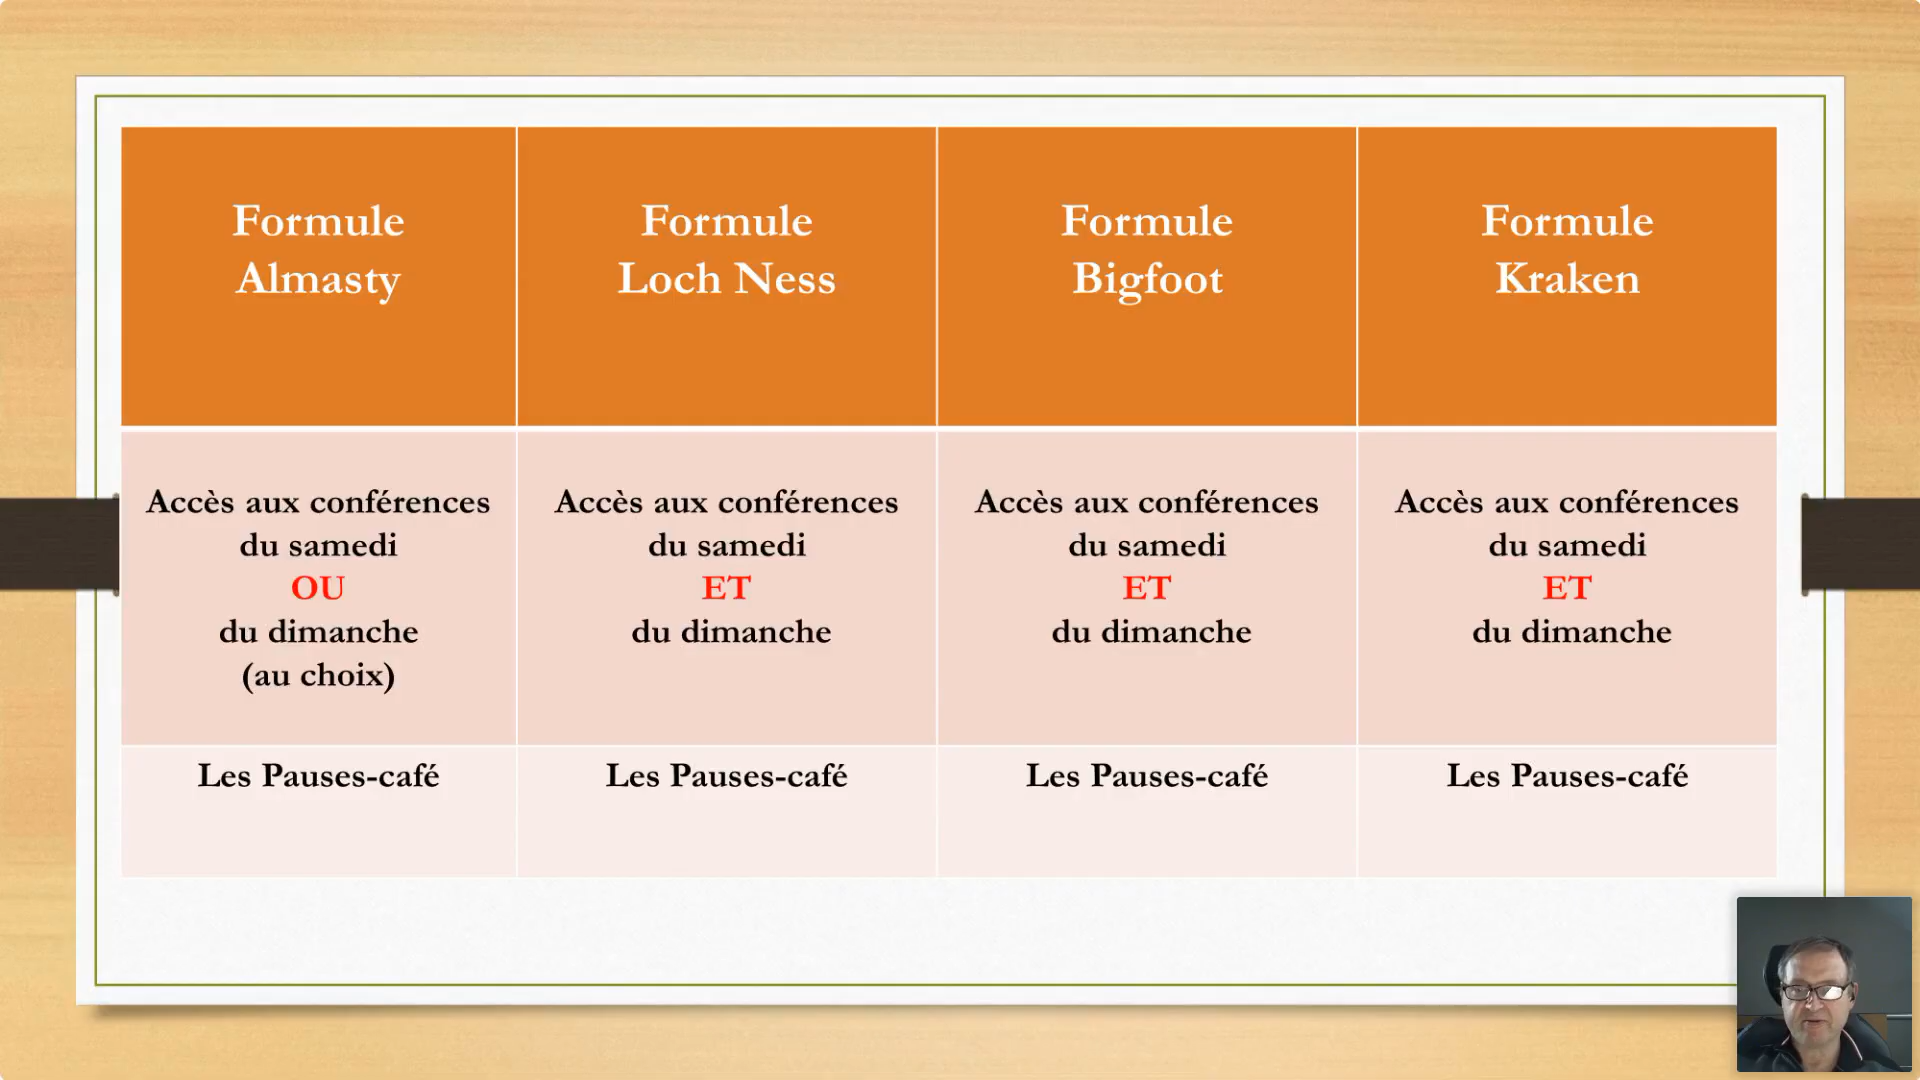 Formule
Almasty
Formule
Loch Ness
Formule
Bigfoot
Formule
Kraken
Accès aux conférences
du samedi
OU
du dimanche
(au choix)
Accès aux conférences
du samedi
ET
du dimanche
Accès aux conférences
du samedi
ET
du dimanche
Accès aux conférences
du samedi
ET
du dimanche
Les Pauses-café
Les Pauses-café
Les Pauses-café
Les Pauses-café